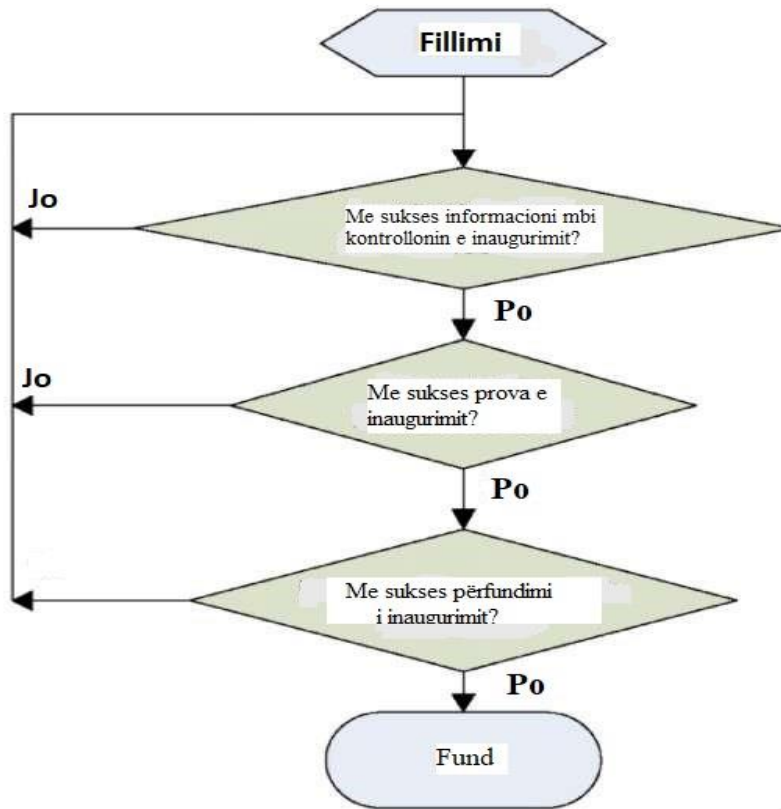 Fillimi
Jo
Me sukses informacioni mbi
kontrollonin e inaugurimit?
Po
Jo
Me sukses prova e
inaugurimit?
Po
Me sukses përfundimi
i inaugurimit?
Po
Fund